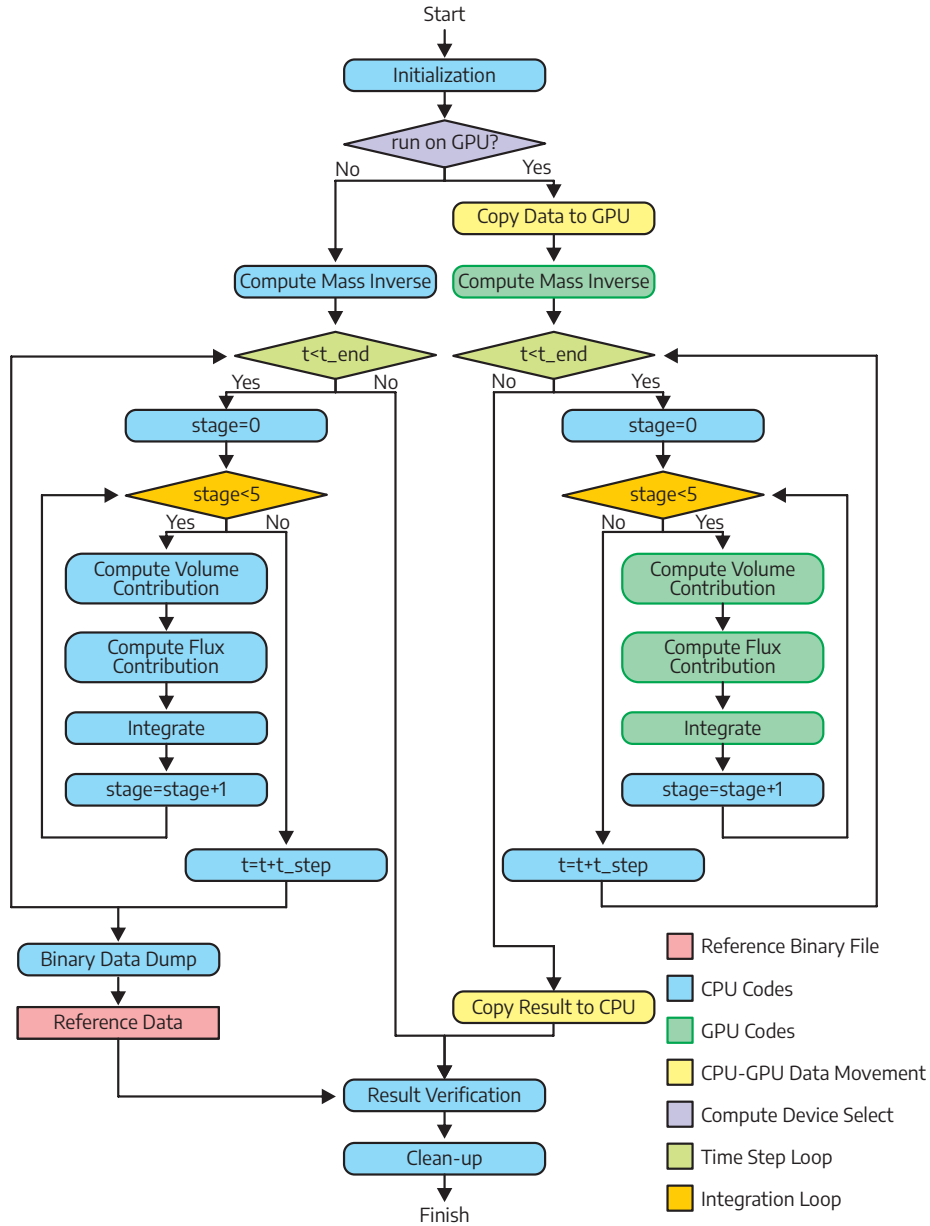 Start
Initialization
run on GPU?
No
Yes
Copy Data to GPU
Compute Mass Inverse
Compute Mass Inverse
t<t_end
t<t_end
Yes
No
No
Yes
stage=0
stage=0
stage<5
stage<5
Yes
No
No
Yes
Compute Volume
Contribution
Compute Volume
Contribution
Compute Flux
Contribution
Compute Flux
Contribution
Integrate
Integrate
stage=stage+1
stage=stage+1
t=t+t_step
t=t+t_step
Binary Data Dump
Reference Data
Copy Result to CPU
Result Verification
Clean-up
Finish
Reference Binary File
CPU Codes
GPU Codes
CPU-GPU Data Movement
Compute Device Select
Time Step Loop
Integration Loop